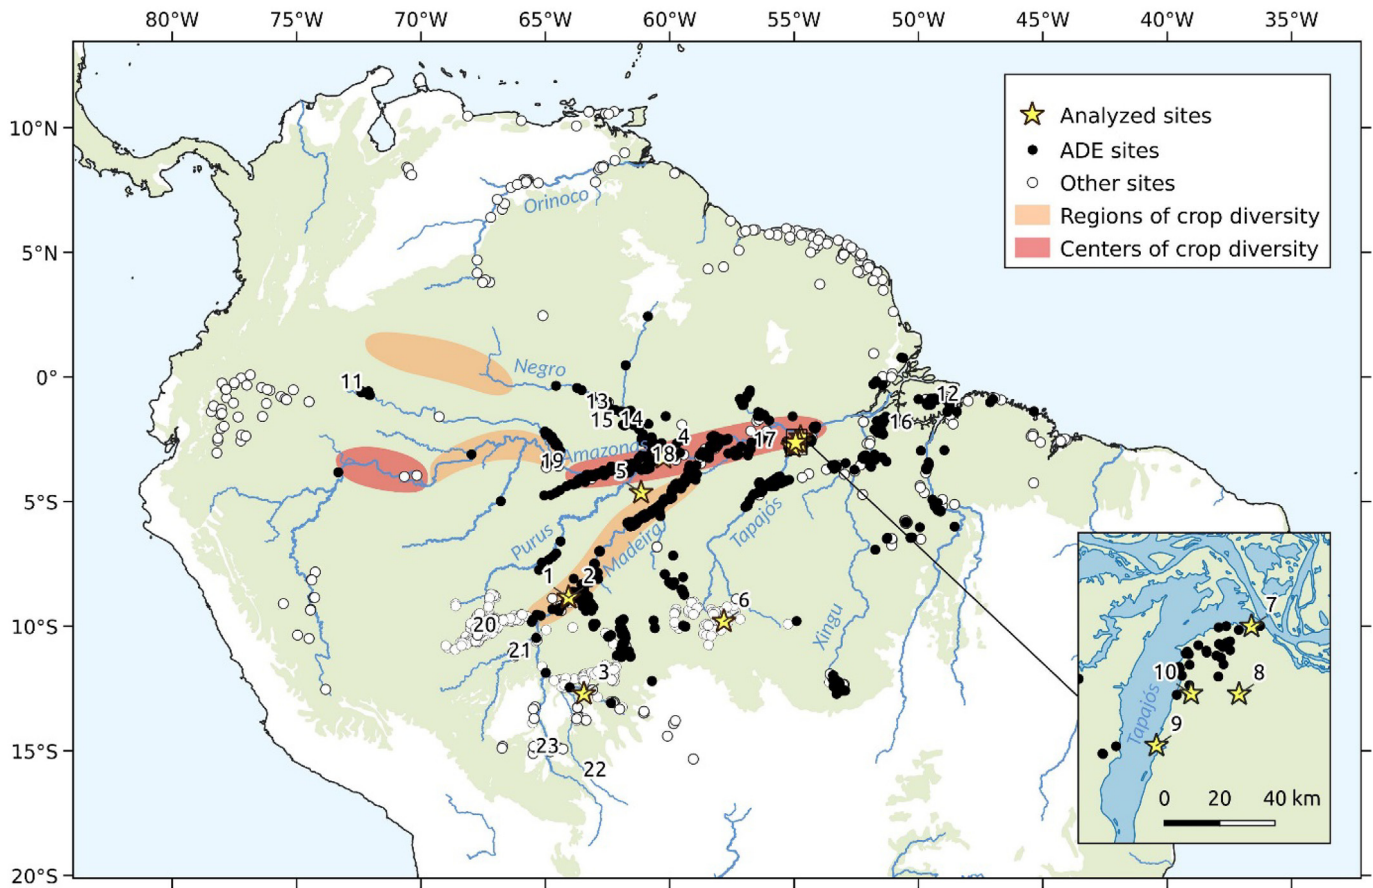 80°W 75°W 70°W 65°W 60°W 55°W 50°W 45°W 40°W 35°W
10°N
5°N
0°
5°S
10°S
15°S
20°S
Analyzed sites
ADE sites
Other sites
Regions of crop diversity
Centers of crop diversity
Orinoco
Negro
11
13
15 14
12
16
4
17
Amazonas
18
19
5
Purus
Madeira
Tapajós
Xingu
1
2
6
20
21
3
23
22
7
10
8
Tapajós
9
0 20 40 km